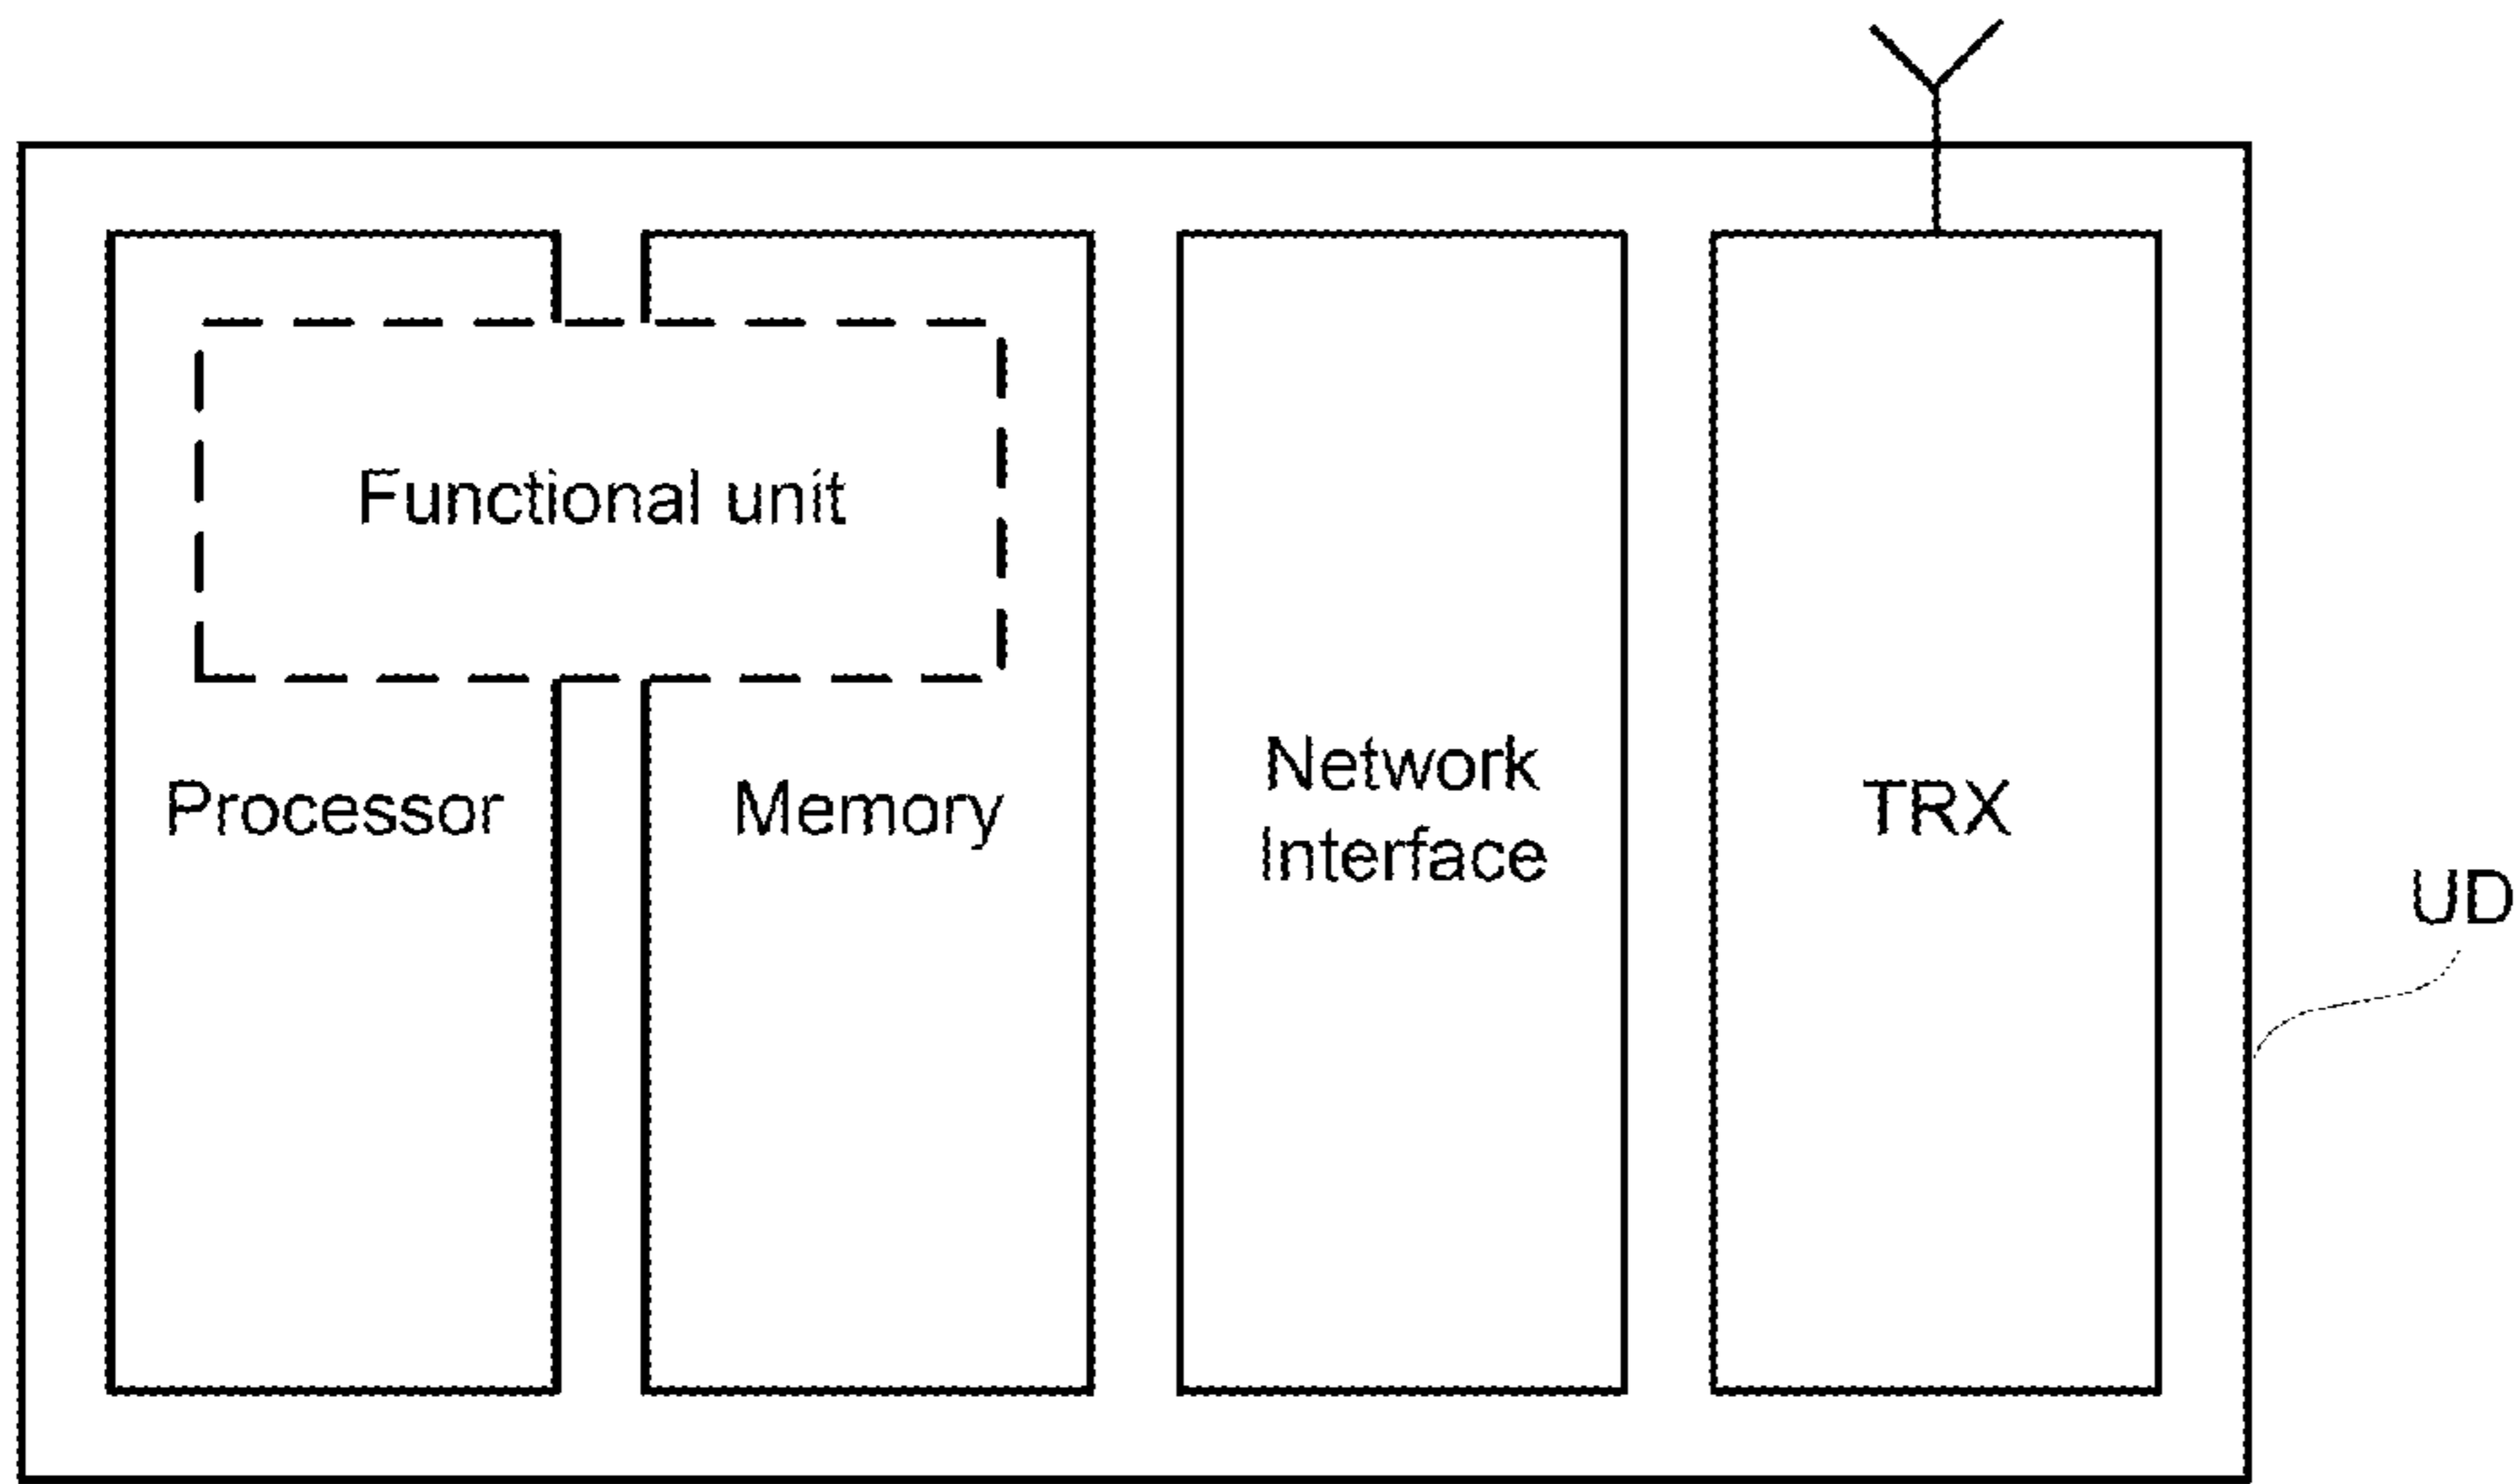 Functional unit
Processor
Memory
Network
Interface
TRX
UD